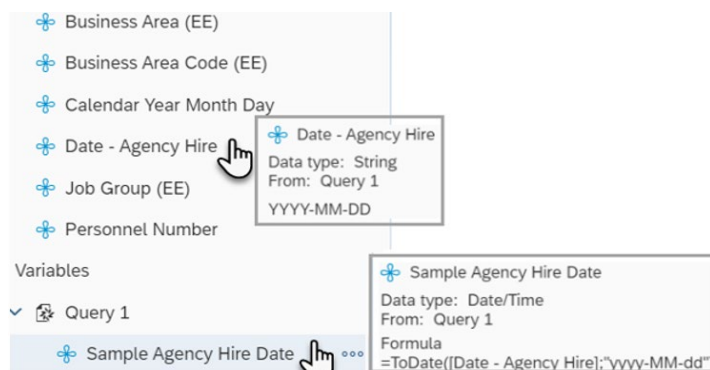 Business Area (EE)
Business Area Code (EE)
Calendar Year Month Day
Date - Agency Hire
Date - Agency Hire
Data type: String
From: Query 1
YYYY-MM-DD
Job Group (EE)
Personnel Number
Variables
Query 1
Sample Agency Hire Date
Sample Agency Hire Date
Data type: Date/Time
From: Query 1
Formula
=ToDate([Date - Agency Hire];"yyyy-MM-dd"